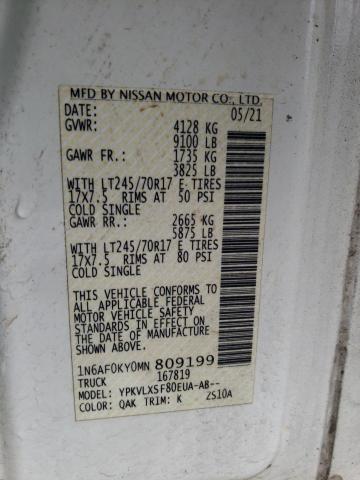 MFD BY NISSAN MOTOR CO., LTD.
DATE: 05/21
GVWR: 4128 KG
9100 LB
GAWR FR.: 1735 KG
3825 LB
WITH LT245/70R17 E TIRES
17X7.5 RIMS AT 50 PSI
COLD SINGLE
GAWR RR.: 2665 KG
5875 LB
WITH LT245/70R17 E TIRES
17X7.5 RIMS AT 80 PSI
COLD SINGLE
THIS VEHICLE CONFORMS TO
ALL APPLICABLE FEDERAL
MOTOR VEHICLE SAFETY
STANDARDS IN EFFECT ON
THE DATE OF MANUFACTURE
SHOWN ABOVE.
1N6AF0KY0MN 809199
TRUCK 167819
MODEL: YPKVLXSF80EUA-AB--
COLOR: QAK TRIM: K ZS10A